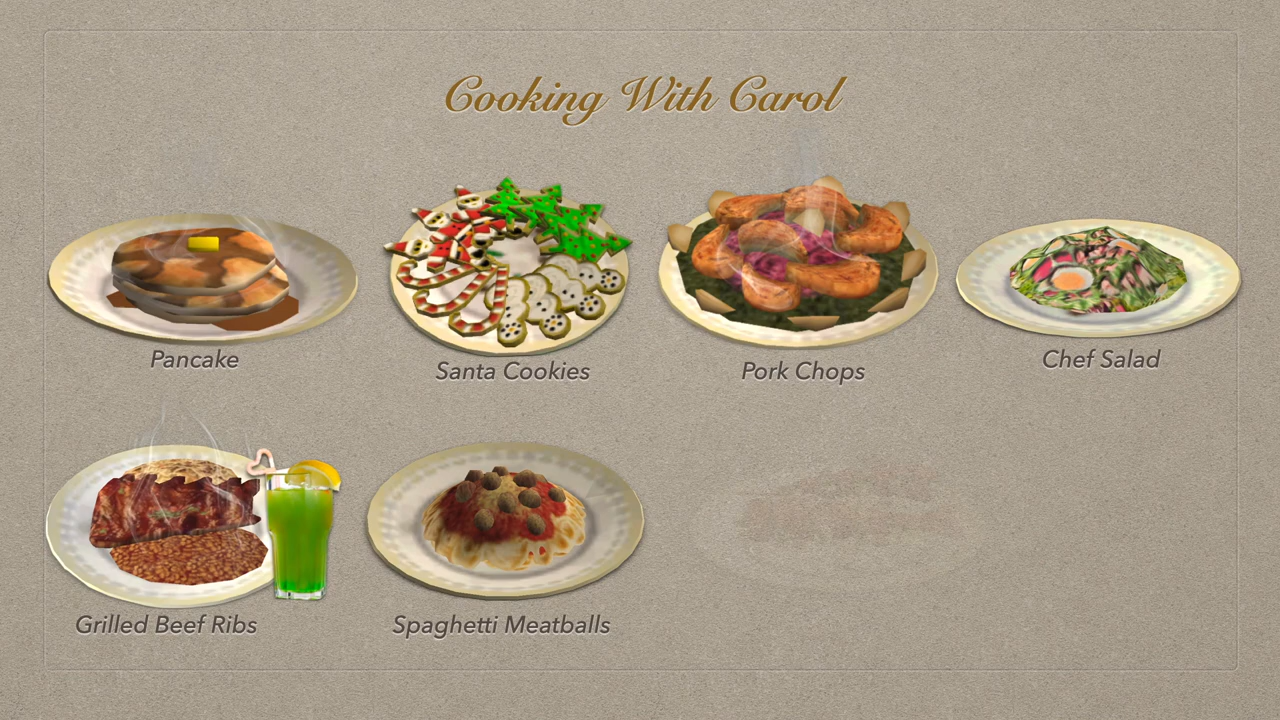 Cooking With Carol
Pancake
Santa Cookies
Pork Chops
Chef Salad
Grilled Beef Ribs
Spaghetti Meatballs